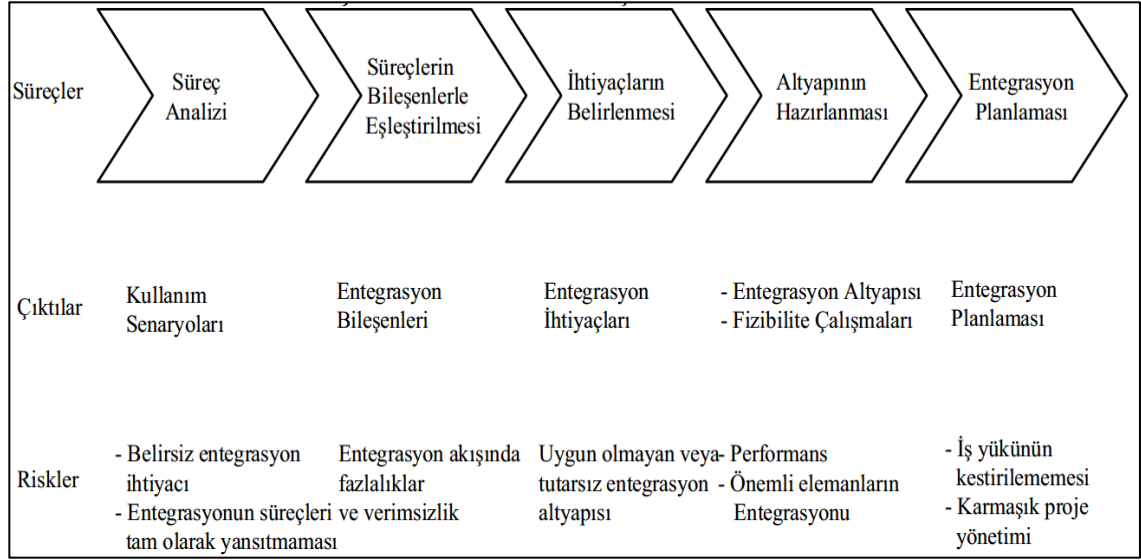 Süreçler
Süreç
Analizi
Süreçlerin
Bileşenlerle
Eşleştirilmesi
İhtiyaçların
Belirlenmesi
Altyapının
Hazırlanması
Entegrasyon
Planlaması
Çıktılar
Kullanım
Senaryoları
Entegrasyon
Bileşenleri
Entegrasyon
İhtiyaçları
- Entegrasyon Altyapısı
- Fizibilite Çalışmaları
Entegrasyon
Planlaması
Riskler
- Belirsiz entegrasyon
ihtiyacı
- Entegrasyonun süreçleri
tam olarak yansıtmaması
Entegrasyon akışında
fazlalıklar
ve verimsizlik
Uygun olmayan veya
tutarsız entegrasyon
altyapısı
- Performans
- Önemli elemanların
Entegrasyonu
- İş yükünün
kestirilememesi
- Karmaşık proje
yönetimi